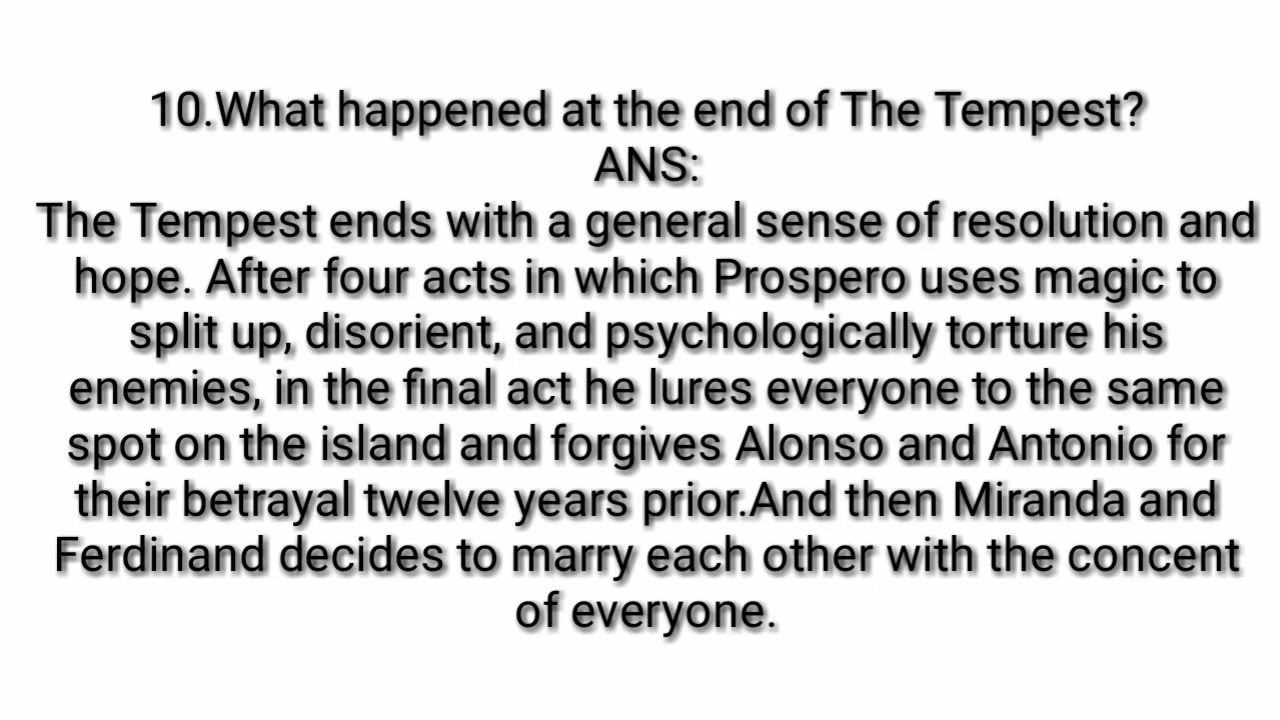 10.What happened at the end of The Tempest?
ANS:
The Tempest ends with a general sense of resolution and
hope. After four acts in which Prospero uses magic to
split up, disorient, and psychologically torture his
enemies, in the final act he lures everyone to the same
spot on the island and forgives Alonso and Antonio for
their betrayal twelve years prior.And then Miranda and
Ferdinand decides to marry each other with the concent
of everyone.